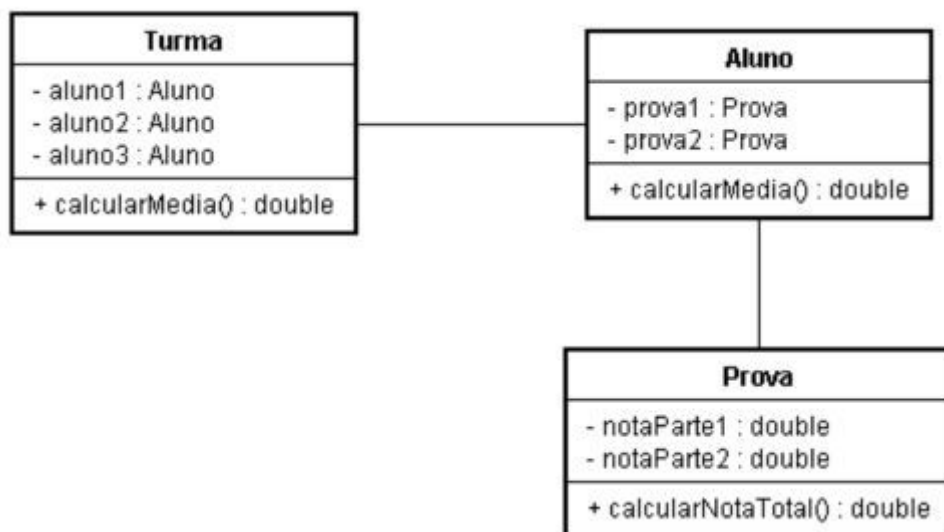 Turma
- aluno1 : Aluno
- aluno2 : Aluno
- aluno3 : Aluno
+ calcularMedia() : double
Aluno
- prova1 : Prova
- prova2 : Prova
+ calcularMedia() : double
Prova
- notaParte1 : double
- notaParte2 : double
+ calcularNotaTotal() : double